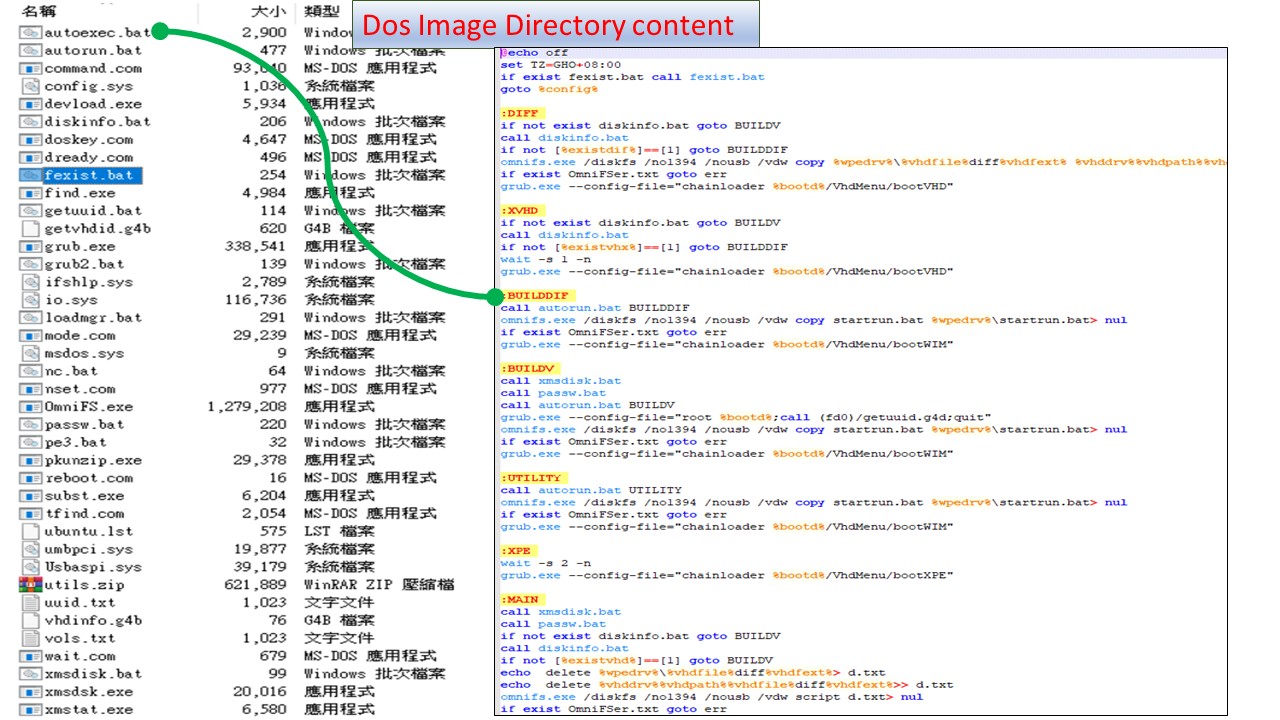 Dos Image Directory content
名稱 大小 類型
autoexec.bat 2,900 Windo
autorun.bat 477 Windows 批次檔案
command.com MS-DOS 應用程式
config.sys 系統檔案
devload.exe 5,934 應用程式
diskinfo.bat 206 Windows 批次檔案
doskey.com 4,647 MS-DOS 應用程式
dready.com 496 MS-DOS 應用程式
fexist.bat 254 Windows 批次檔案
find.exe 4,984 應用程式
getuuid.bat 114 Windows 批次檔案
getvhdid.g4b 620 G4B 檔案
grub.exe 338,541 應用程式
grub2.bat 139 Windows 批次檔案
ifshlp.sys 2,789 系統檔案
io.sys 116,736 系統檔案
loadmgr.bat 291 Windows 批次檔案
mode.com 29,239 MS-DOS 應用程式
msdos.sys 9 系統檔案
nc.bat 64 Windows 批次檔案
nset.com 977 MS-DOS 應用程式
OmniFS.exe 1,279,208 應用程式
passw.bat 220 Windows 批次檔案
pe3.bat 32 Windows 批次檔案
pkunzip.exe 29,378 應用程式
reboot.com 16 MS-DOS 應用程式
subst.exe 6,204 應用程式
tfind.com 2,054 MS-DOS 應用程式
ubuntu.lst 575 LST 檔案
umbpci.sys 19,877 系統檔案
Usbaspi.sys 39,179 系統檔案
utils.zip 621,889 WinRAR ZIP 壓縮檔
uuid.txt 1,023 文字文件
vhdinfo.g4b 76 G4B 檔案
vols.txt 1,023 文字文件
wait.com 679 MS-DOS 應用程式
xmsdisk.bat 99 Windows 批次檔案
xmsdsk.exe 20,016 應用程式
xmstat.exe 6,580 應用程式
@echo off
set TZ=GHO+08:00
if exist fexist.bat call fexist.bat
goto %config%
:DIFF
if not exist diskinfo.bat goto BUILDV
call diskinfo.bat
if not [%existdif%]==[1] goto BUILDDIF
omnifs.exe /diskfs /no1394 /nousb /vdw copy %wpedrv%\%vhdfile%diff%vhdfext% %vhddrv%%vhdpath%%vh
if exist OmniFSer.txt goto err
grub.exe --config-file="chainloader %bootd%/VhdMenu/bootVHD"
:XVHD
if not exist diskinfo.bat goto BUILDV
call diskinfo.bat
if not [%existvhx%]==[1] goto BUILDDIF
wait -s 1 -n
grub.exe --config-file="chainloader %bootd%/VhdMenu/bootVHD"
:BUILDDIF
call autorun.bat BUILDDIF
omnifs.exe /diskfs /no1394 /nousb /vdw copy startrun.bat %wpedrv%\startrun.bat> nul
if exist OmniFSer.txt goto err
grub.exe --config-file="chainloader %bootd%/VhdMenu/bootWIM"
:BUILDV
call xmsdisk.bat
call passw.bat
call autorun.bat BUILDV
grub.exe --config-file="root %bootd%;call (fd0)/getuuid.g4d;quit"
omnifs.exe /diskfs /no1394 /nousb /vdw copy startrun.bat %wpedrv%\startrun.bat> nul
if exist OmniFSer.txt goto err
grub.exe --config-file="chainloader %bootd%/VhdMenu/bootWIM"
:UTILITY
call autorun.bat UTILITY
omnifs.exe /diskfs /no1394 /nousb /vdw copy startrun.bat %wpedrv%\startrun.bat> nul
if exist OmniFSer.txt goto err
grub.exe --config-file="chainloader %bootd%/VhdMenu/bootWIM"
:XPE
wait -s 2 -n
grub.exe --config-file="chainloader %bootd%/VhdMenu/bootXPE"
:MAIN
call xmsdisk.bat
call passw.bat
if not exist diskinfo.bat goto BUILDV
call diskinfo.bat
if not [%existvhd%]==[1] goto BUILDV
echo  delete %wpedrv%\%vhdfile%diff%vhdfext%> d.txt
echo  delete %vhddrv%%vhdpath%%vhdfile%diff%vhdfext%>> d.txt
omnifs.exe /diskfs /no1394 /nousb /vdw script d.txt> nul
if exist OmniFSer.txt goto err